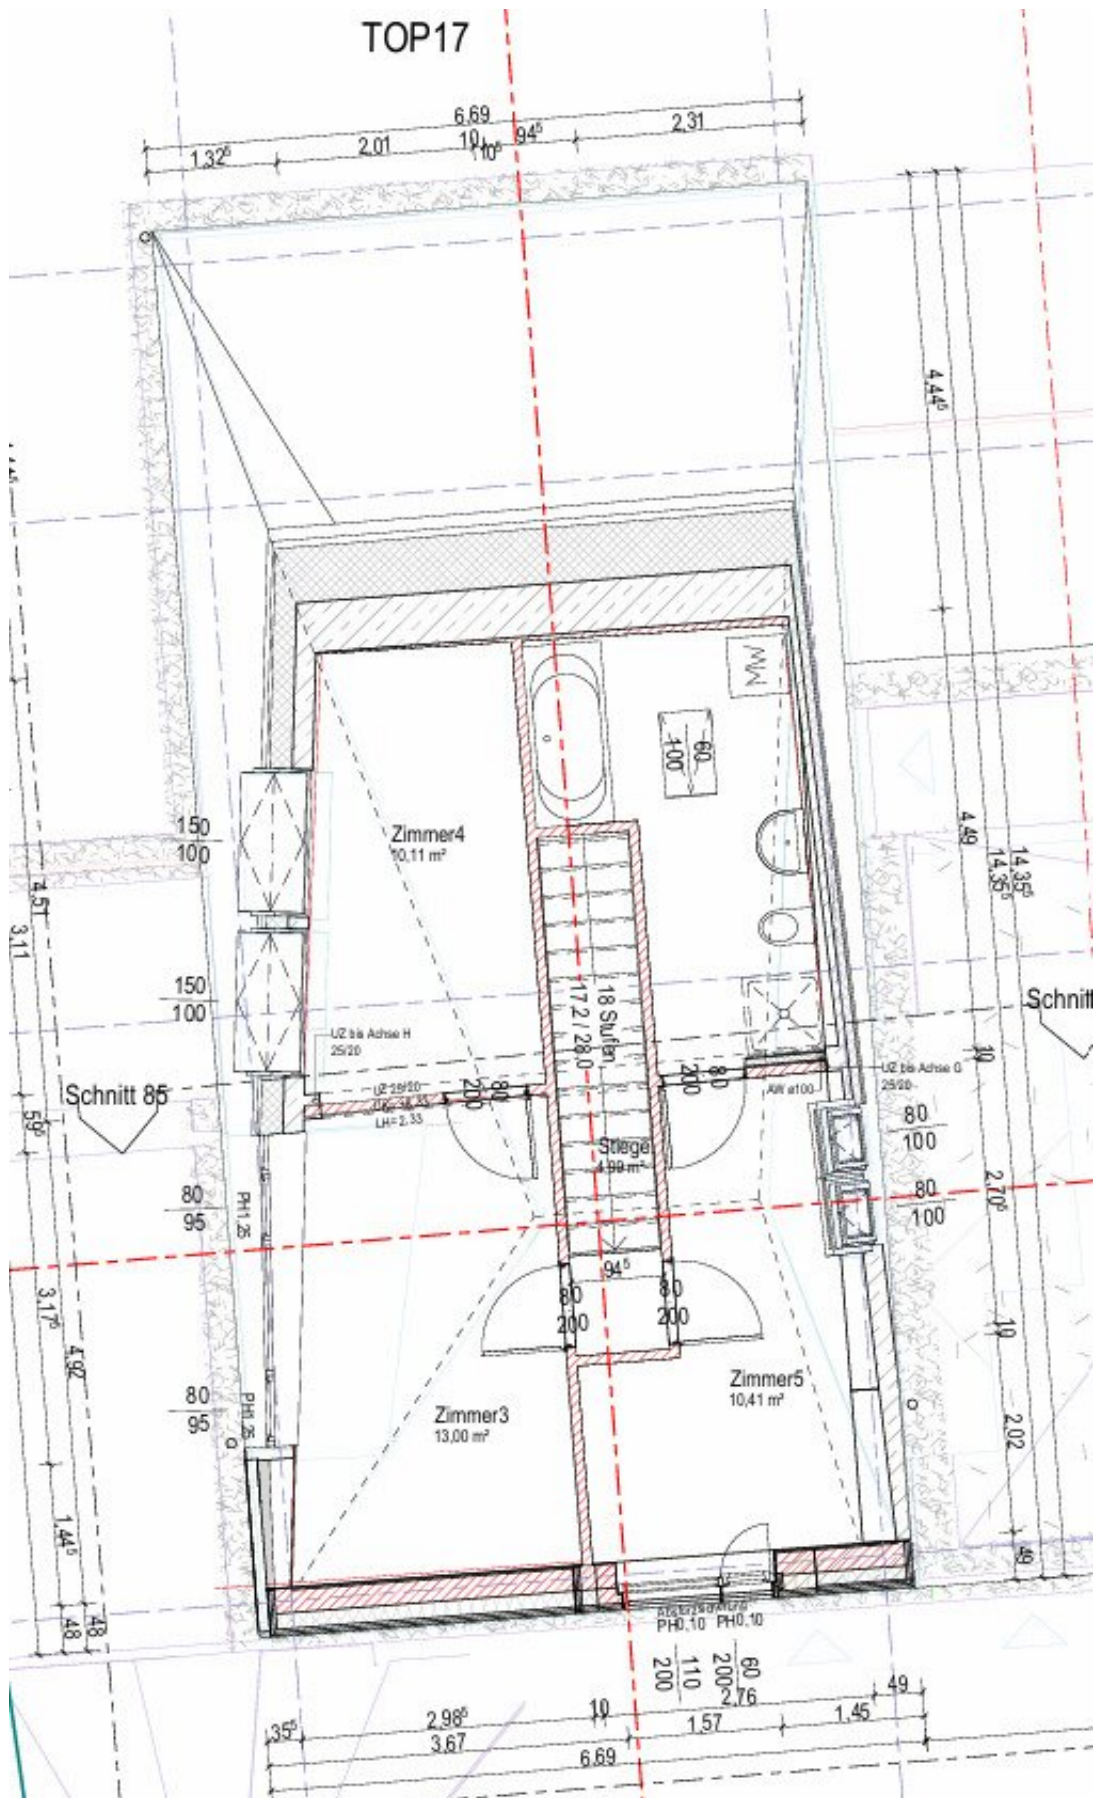 TOP17
6,69
1,32⁵
2,01
10
10⁵
94⁵
2,31
4,44⁵
WM
60
100
150
100
Zimmer4
10,11 m²
4,49
14,35⁵
14,35⁵
4,51
3,11
150
100
18 Stufen
17,2 / 28,0
Schnitt
UZ bis Achse H
25/20
10
UZ bis Achse G
25/20
Schnitt 85
80
200
80
200
AW ø100
LH= 2,33
59⁵
80
100
Stiege
4,99 m²
80
95
PH1,25
80
100
2,70⁵
94⁵
80
200
80
200
3,17⁵
4,92
10
Zimmer5
10,41 m²
80
95
PH1,25
Zimmer3
13,00 m²
2,02
1,44⁵
49
48
48
PH0,10 PH0,10
110
200
60
200
2,76
49
35⁵
2,98⁵
10
1,57
1,45
3,67
6,69